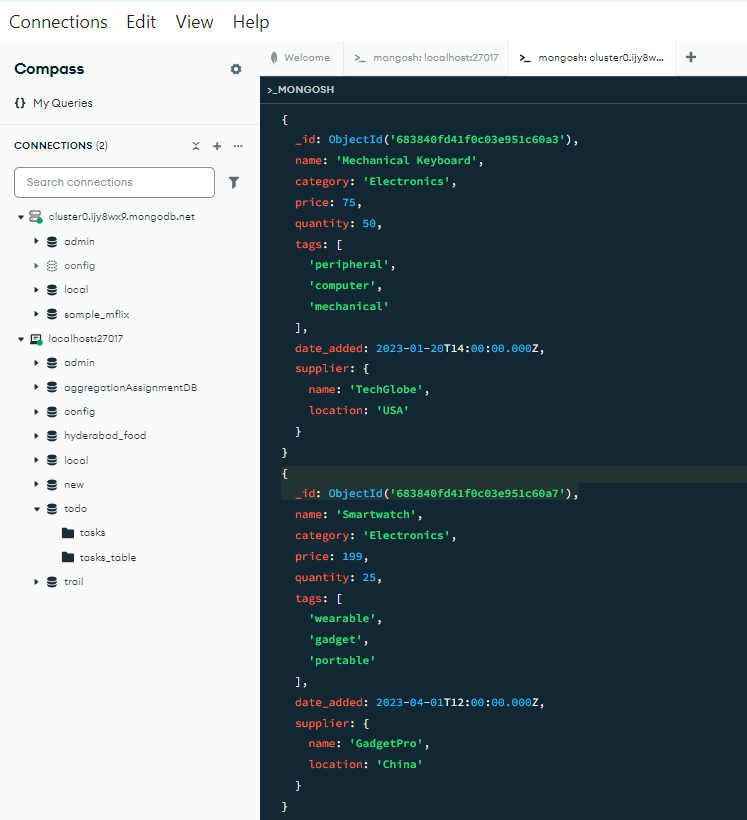 Connections Edit View Help
Compass
My Queries
CONNECTIONS (2)
Search connections
cluster0.ijy8wx9.mongodb.net
admin
config
local
sample_mflix
localhost:27017
admin
aggregationAssignmentDB
config
hyderabad_food
local
new
todo
tasks
tasks_table
trail
Welcome
>_ mongosh: localhost:27017
>_ mongosh: cluster0.ijy8w...
>_MONGOSH
{
_id: ObjectId('683840fd41f0c03e951c60a3'),
name: 'Mechanical Keyboard',
category: 'Electronics',
price: 75,
quantity: 50,
tags: [
'peripheral',
'computer',
'mechanical'
],
date_added: 2023-01-20T14:00:00.000Z,
supplier: {
name: 'TechGlobe',
location: 'USA'
}
}
{
_id: ObjectId('683840fd41f0c03e951c60a7'),
name: 'Smartwatch',
category: 'Electronics',
price: 199,
quantity: 25,
tags: [
'wearable',
'gadget',
'portable'
],
date_added: 2023-04-01T12:00:00.000Z,
supplier: {
name: 'GadgetPro',
location: 'China'
}
}